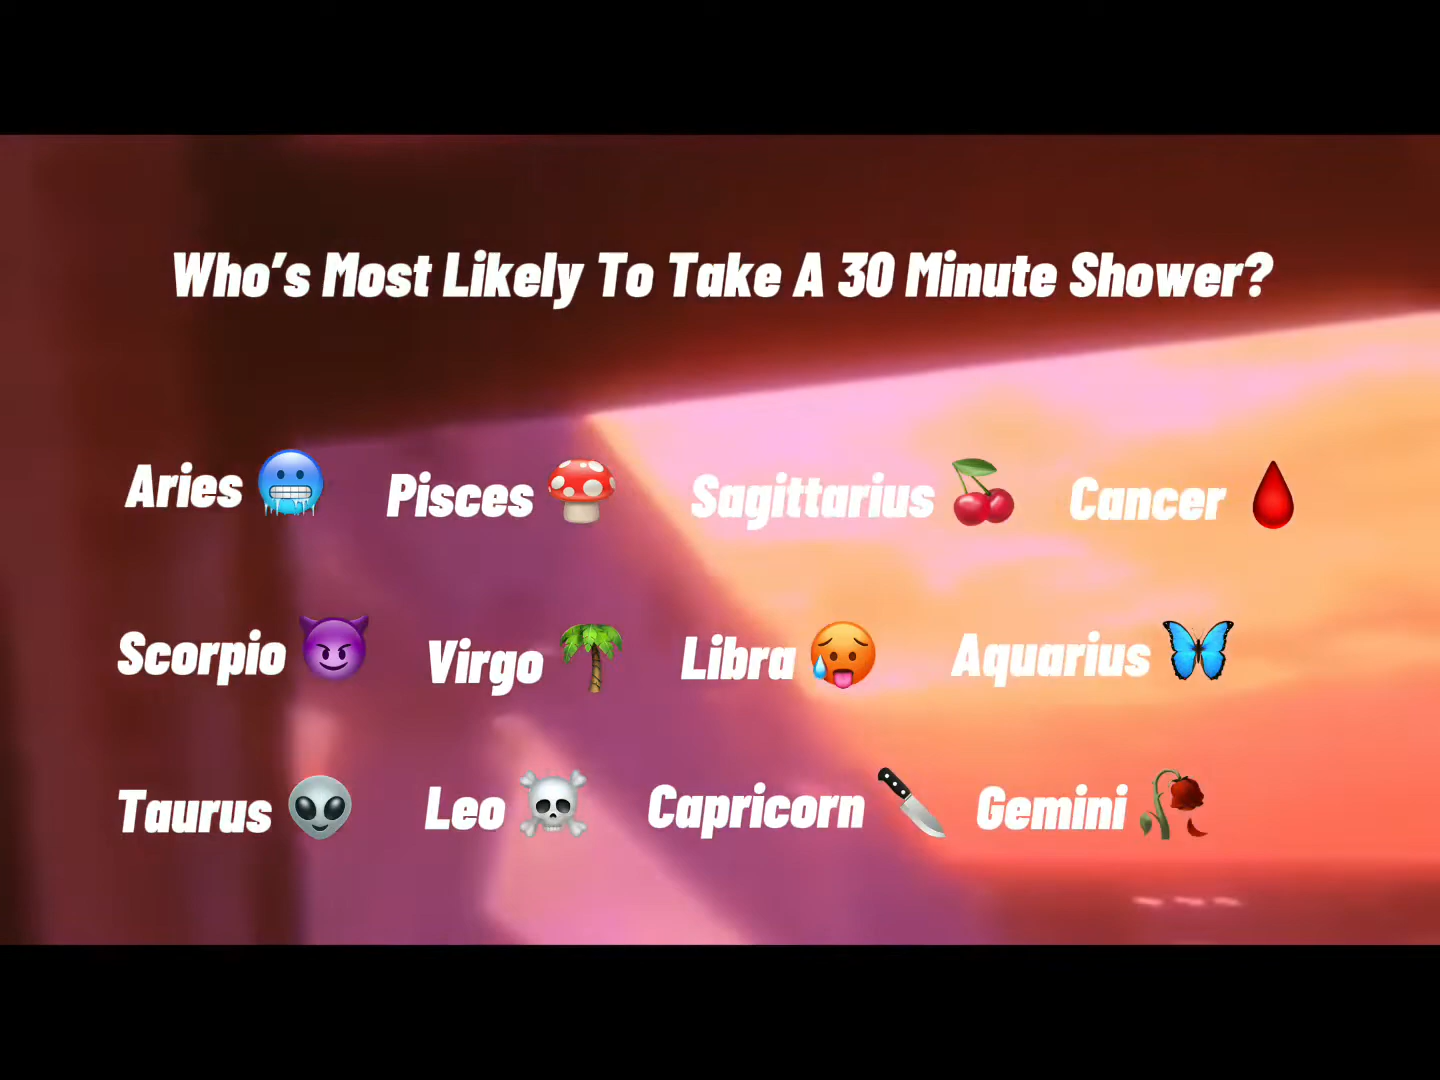 Who's Most Likely To Take A 30 Minute Shower?
Aries 🥶 Pisces 🍄 Sagittarius 🍒 Cancer 🩸
Scorpio 😈 Virgo 🌴 Libra 🥵 Aquarius 🦋
Taurus 👽 Leo ☠️ Capricorn 🔪 Gemini 🥀